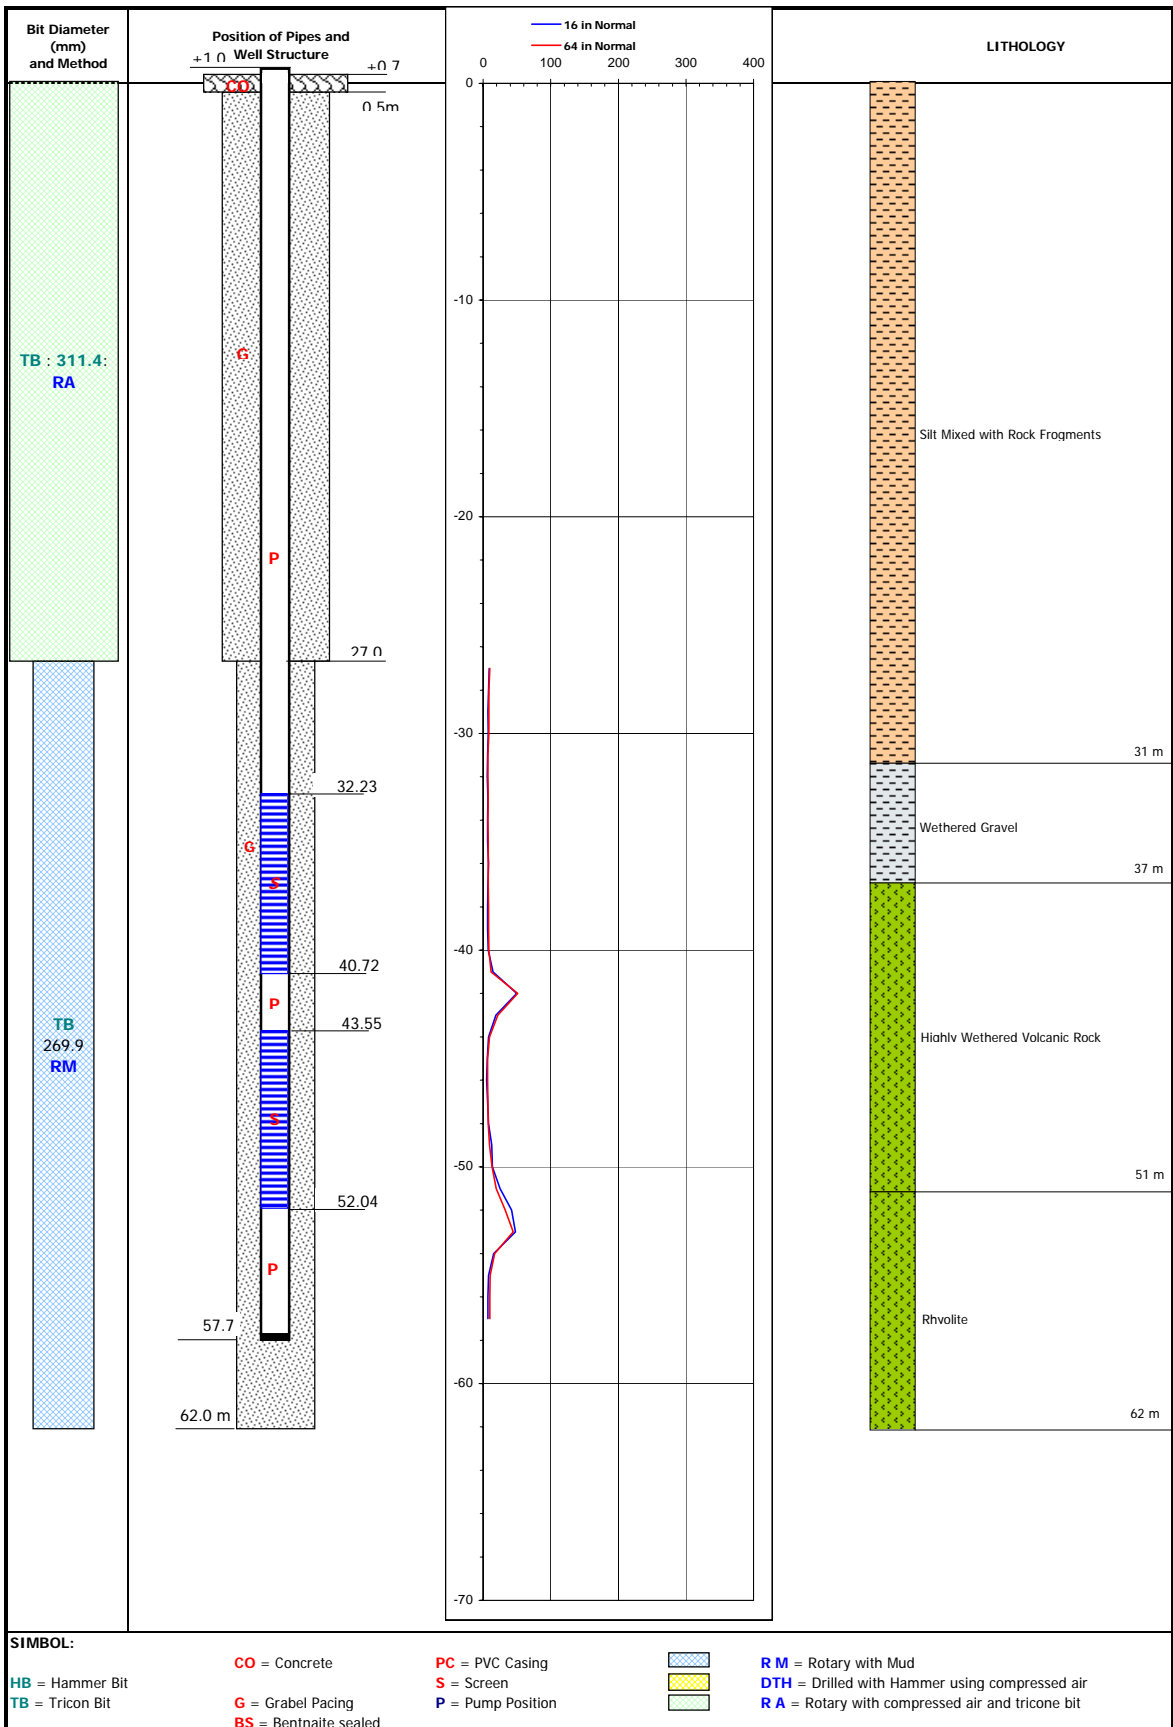 Bit Diameter
(mm)
and Method
Position of Pipes and
Well Structure
16 in Normal
64 in Normal
LITHOLOGY
+1.0
+0.7
0 100 200 300 400
CO
0.5m
0
-10
-20
-30
-40
-50
-60
-70
TB : 311.4:
RA
G
P
27.0
32.23
G
S
40.72
P
43.55
TB
269.9
RM
S
52.04
P
57.7
62.0 m
Silt Mixed with Rock Frogments
31 m
Wethered Gravel
37 m
Highly Wethered Volcanic Rock
51 m
Rhyolite
62 m
SIMBOL:
HB = Hammer Bit
TB = Tricon Bit
CO = Concrete
G = Grabel Pacing
BS = Bentnaite sealed
PC = PVC Casing
S = Screen
P = Pump Position
R M = Rotary with Mud
DTH = Drilled with Hammer using compressed air
R A = Rotary with compressed air and tricone bit